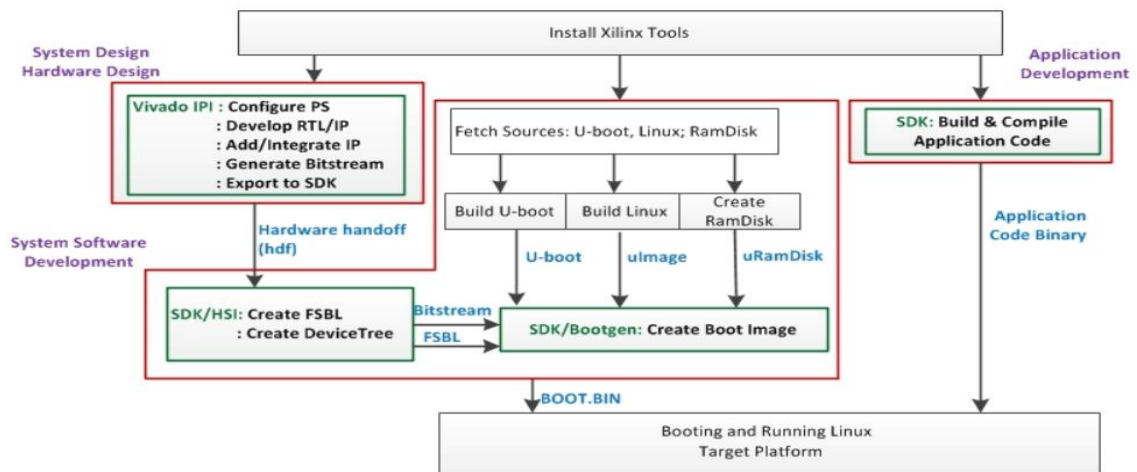 Install Xilinx Tools
System Design
Hardware Design
Application
Development
Vivado IPI : Configure PS
: Develop RTL/IP
: Add/Integrate IP
: Generate Bitstream
: Export to SDK
Fetch Sources: U-boot, Linux; RamDisk
SDK: Build & Compile
Application Code
Build U-boot
Build Linux
Create
RamDisk
Hardware handoff
(hdf)
System Software
Development
U-boot
uImage
uRamDisk
Application
Code Binary
SDK/HSI: Create FSBL
: Create DeviceTree
Bitstream
FSBL
SDK/Bootgen: Create Boot Image
BOOT.BIN
Booting and Running Linux
Target Platform